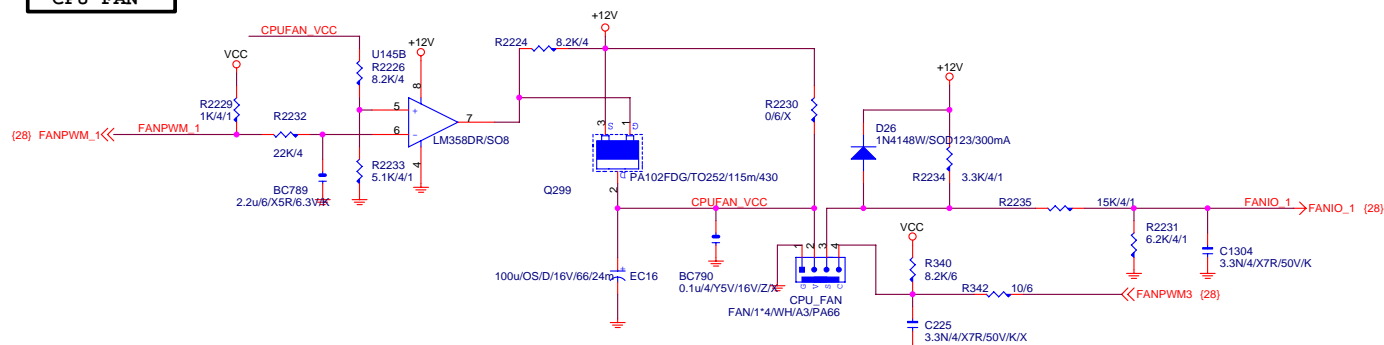 CPU FAN
CPUFAN_VCC
VCC
R2229
1K/4/1
{28} FANPWM_1
FANPWM_1
R2232
22K/4
BC789
2.2u/6/X5R/6.3V/K
U145B
R2226
8.2K/4
+12V
8
5
+
6
-
7
4
LM358DR/SO8
R2233
5.1K/4/1
R2224
8.2K/4
+12V
3
S
1
G
D
2
PA102FDG/TO252/115m/430
Q299
CPUFAN_VCC
100u/OS/D/16V/66/24m
+
EC16
BC790
0.1u/4/Y5V/16V/Z/X
R2230
0/6/X
1
2
3
4
G
V
S
C
CPU_FAN
FAN/1*4/WH/A3/PA66
+12V
D26
1N4148W/SOD123/300mA
R2234
3.3K/4/1
R2235
15K/4/1
FANIO_1
FANIO_1 {28}
R2231
6.2K/4/1
C1304
3.3N/4/X7R/50V/K
VCC
R340
8.2K/6
R342
10/6
FANPWM3 {28}
C225
3.3N/4/X7R/50V/K/X